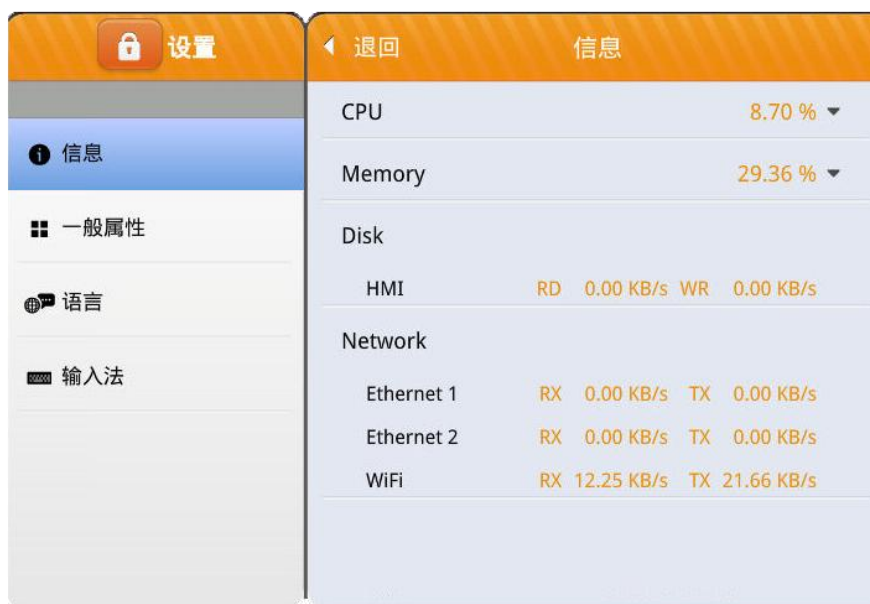 设置
信息
一般属性
语言
输入法
退回 信息
CPU 8.70 %
Memory 29.36 %
Disk
HMI RD 0.00 KB/s WR 0.00 KB/s
Network
Ethernet 1 RX 0.00 KB/s TX 0.00 KB/s
Ethernet 2 RX 0.00 KB/s TX 0.00 KB/s
WiFi RX 12.25 KB/s TX 21.66 KB/s